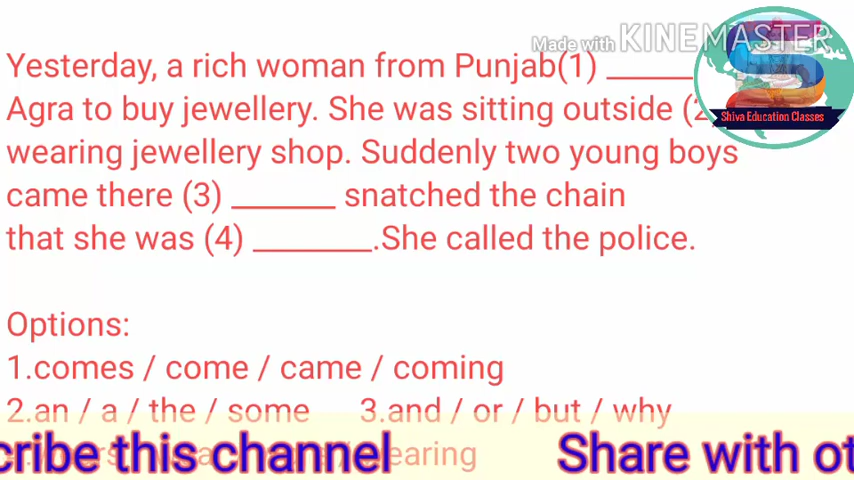 Made with KINEMASTER
Yesterday, a rich woman from Punjab(1) ______
Shiva Education Classes
Agra to buy jewellery. She was sitting outside (2
wearing jewellery shop. Suddenly two young boys
came there (3) _______ snatched the chain
that she was (4) ________.She called the police.
Options:
1.comes / come / came / coming
2.an / a / the / some 3.and / or / but / why
cribe this channel Share with ot
earing